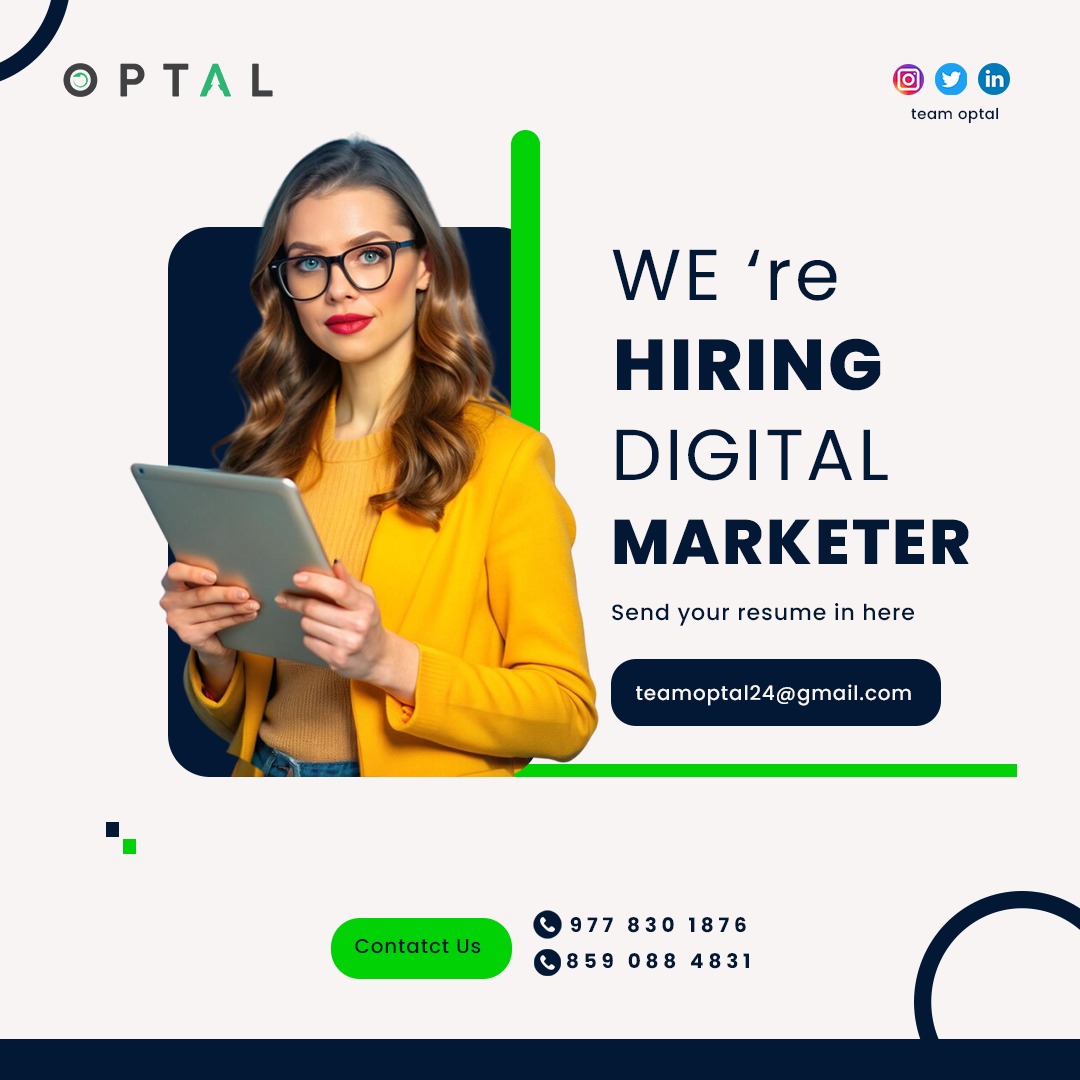 OPTAL
team optal
WE ‘re
HIRING
DIGITAL
MARKETER
Send your resume in here
teamoptal24@gmail.com
Contatct Us
977 830 1876
859 088 4831